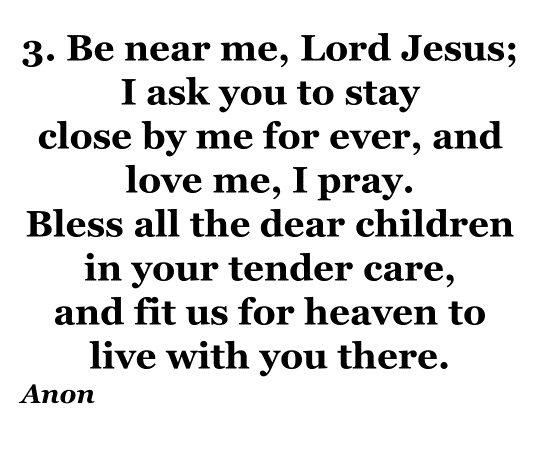 3. Be near me, Lord Jesus;
I ask you to stay
close by me for ever, and
love me, I pray.
Bless all the dear children
in your tender care,
and fit us for heaven to
live with you there.
Anon